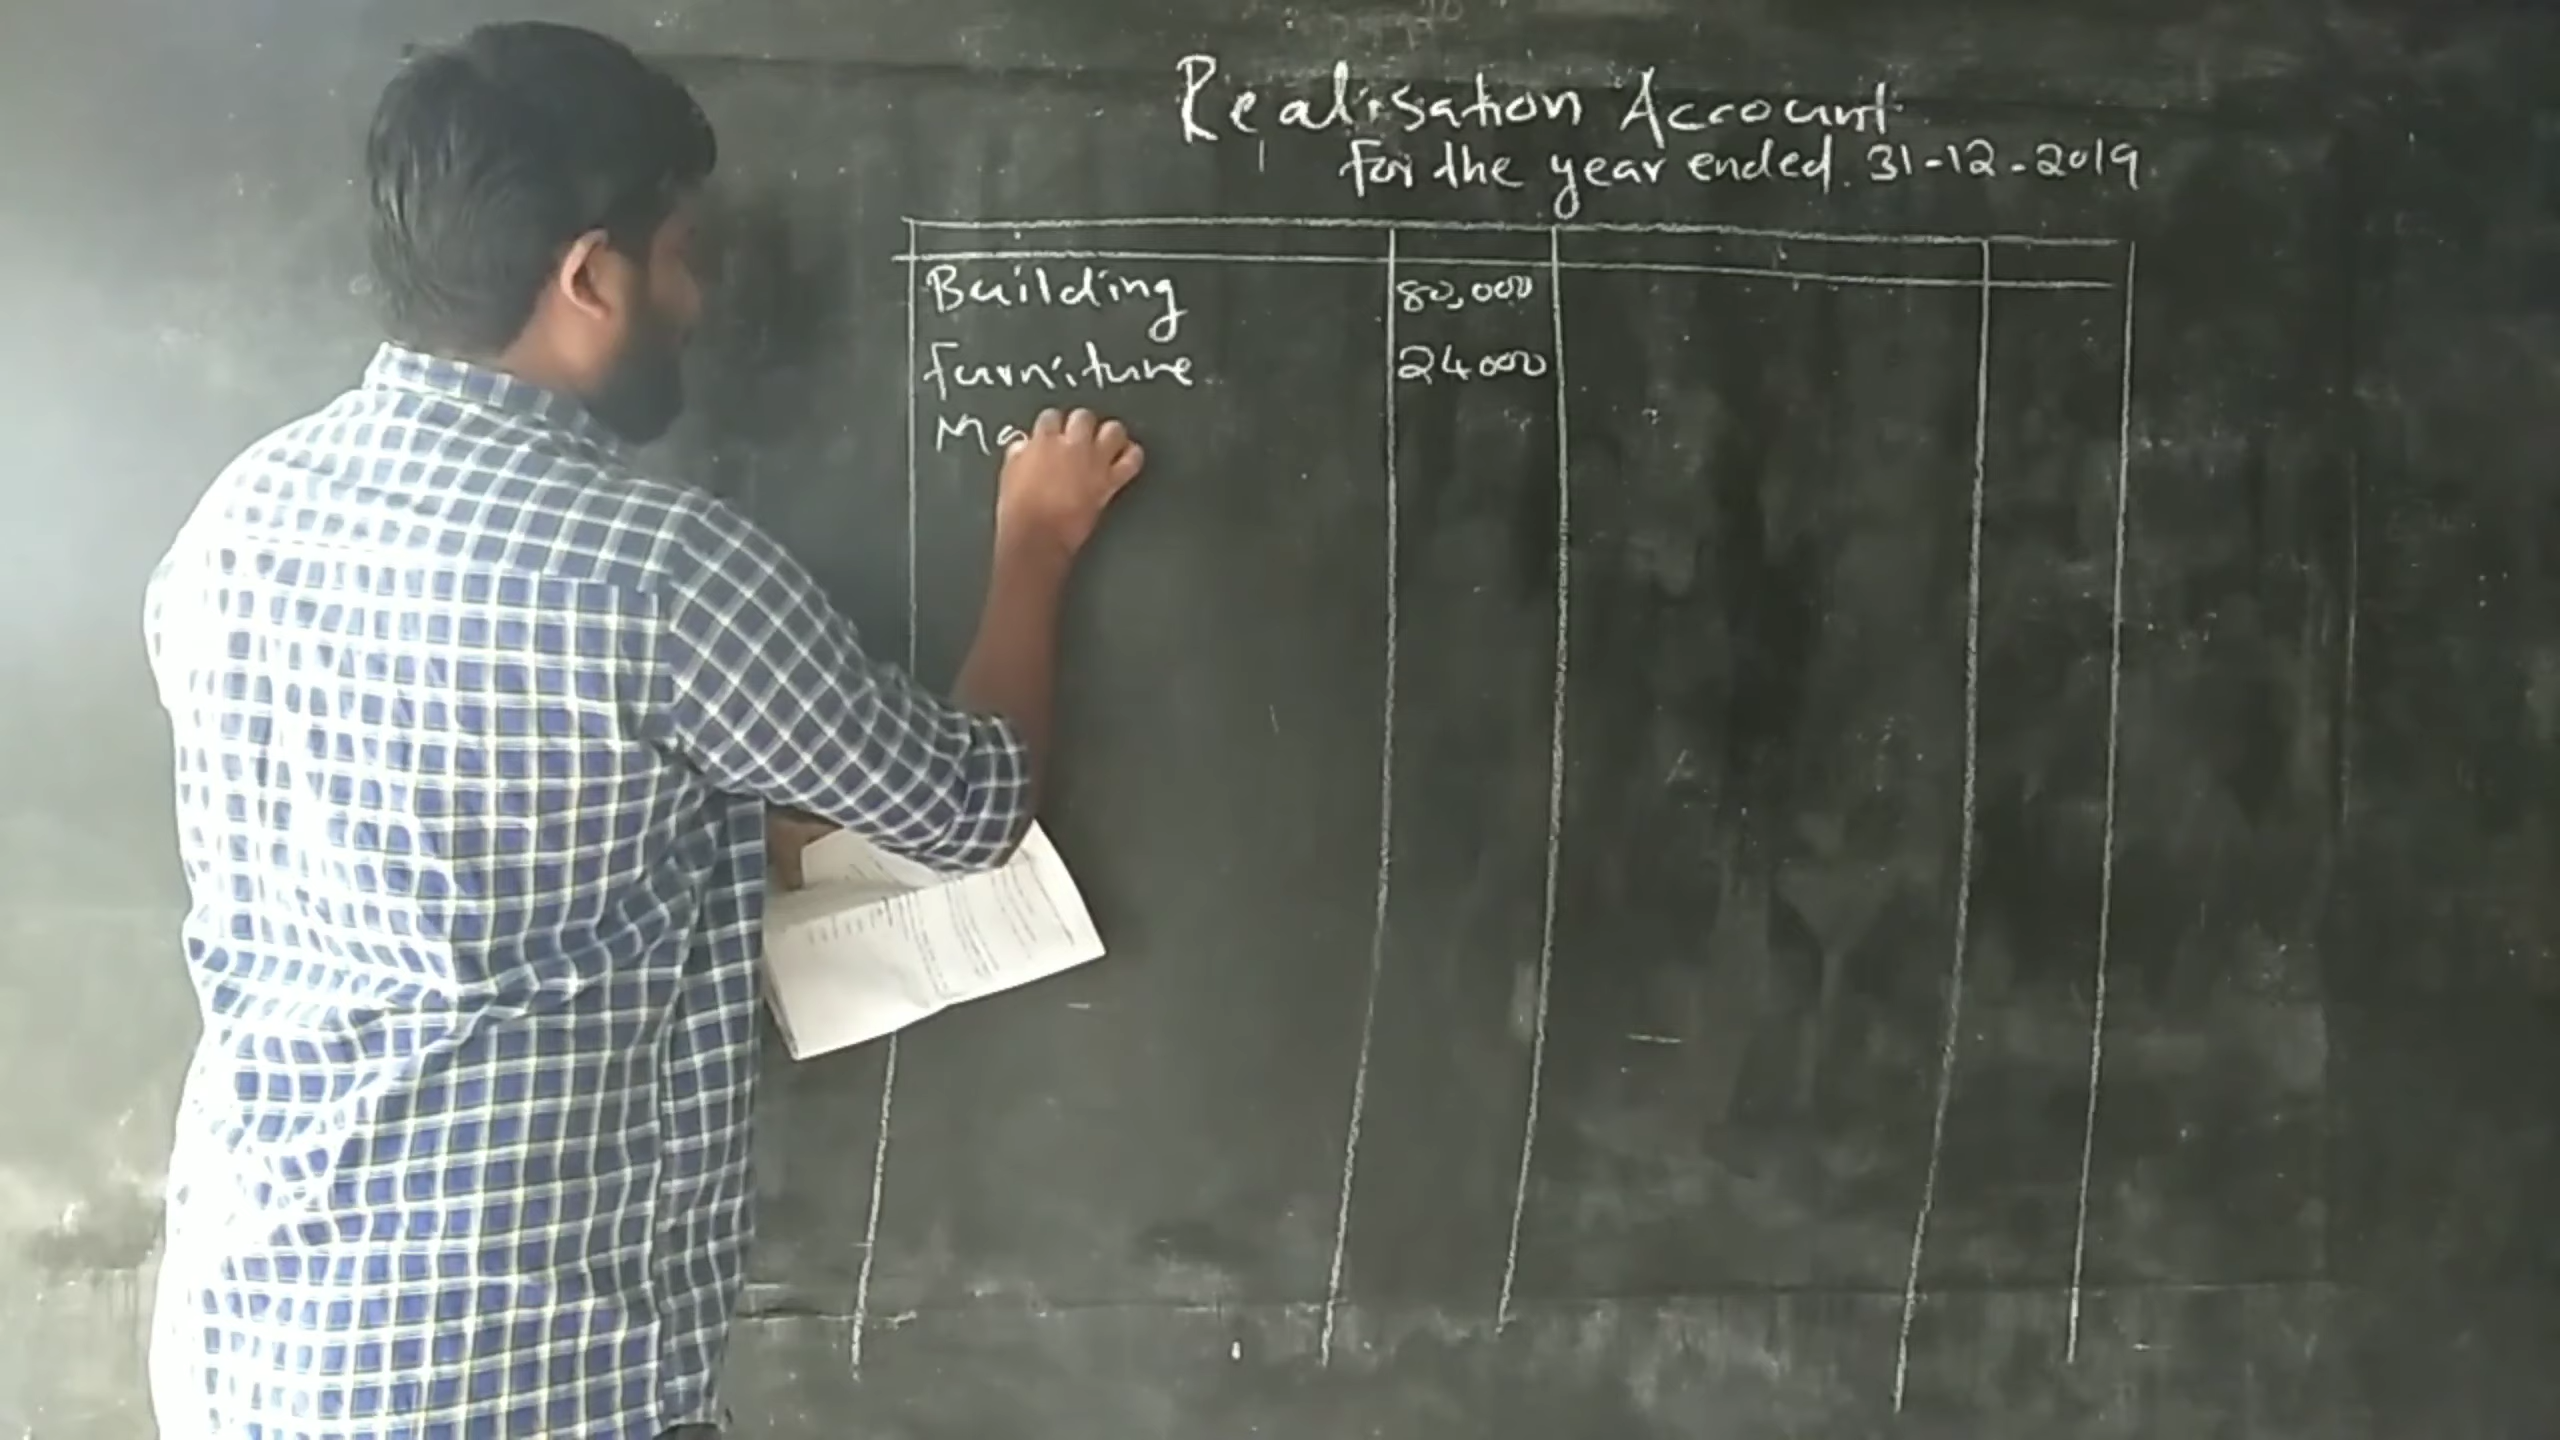 Realisation Account
For the year ended. 31-12-2019
Building 80,000
Furniture 24000
Ma